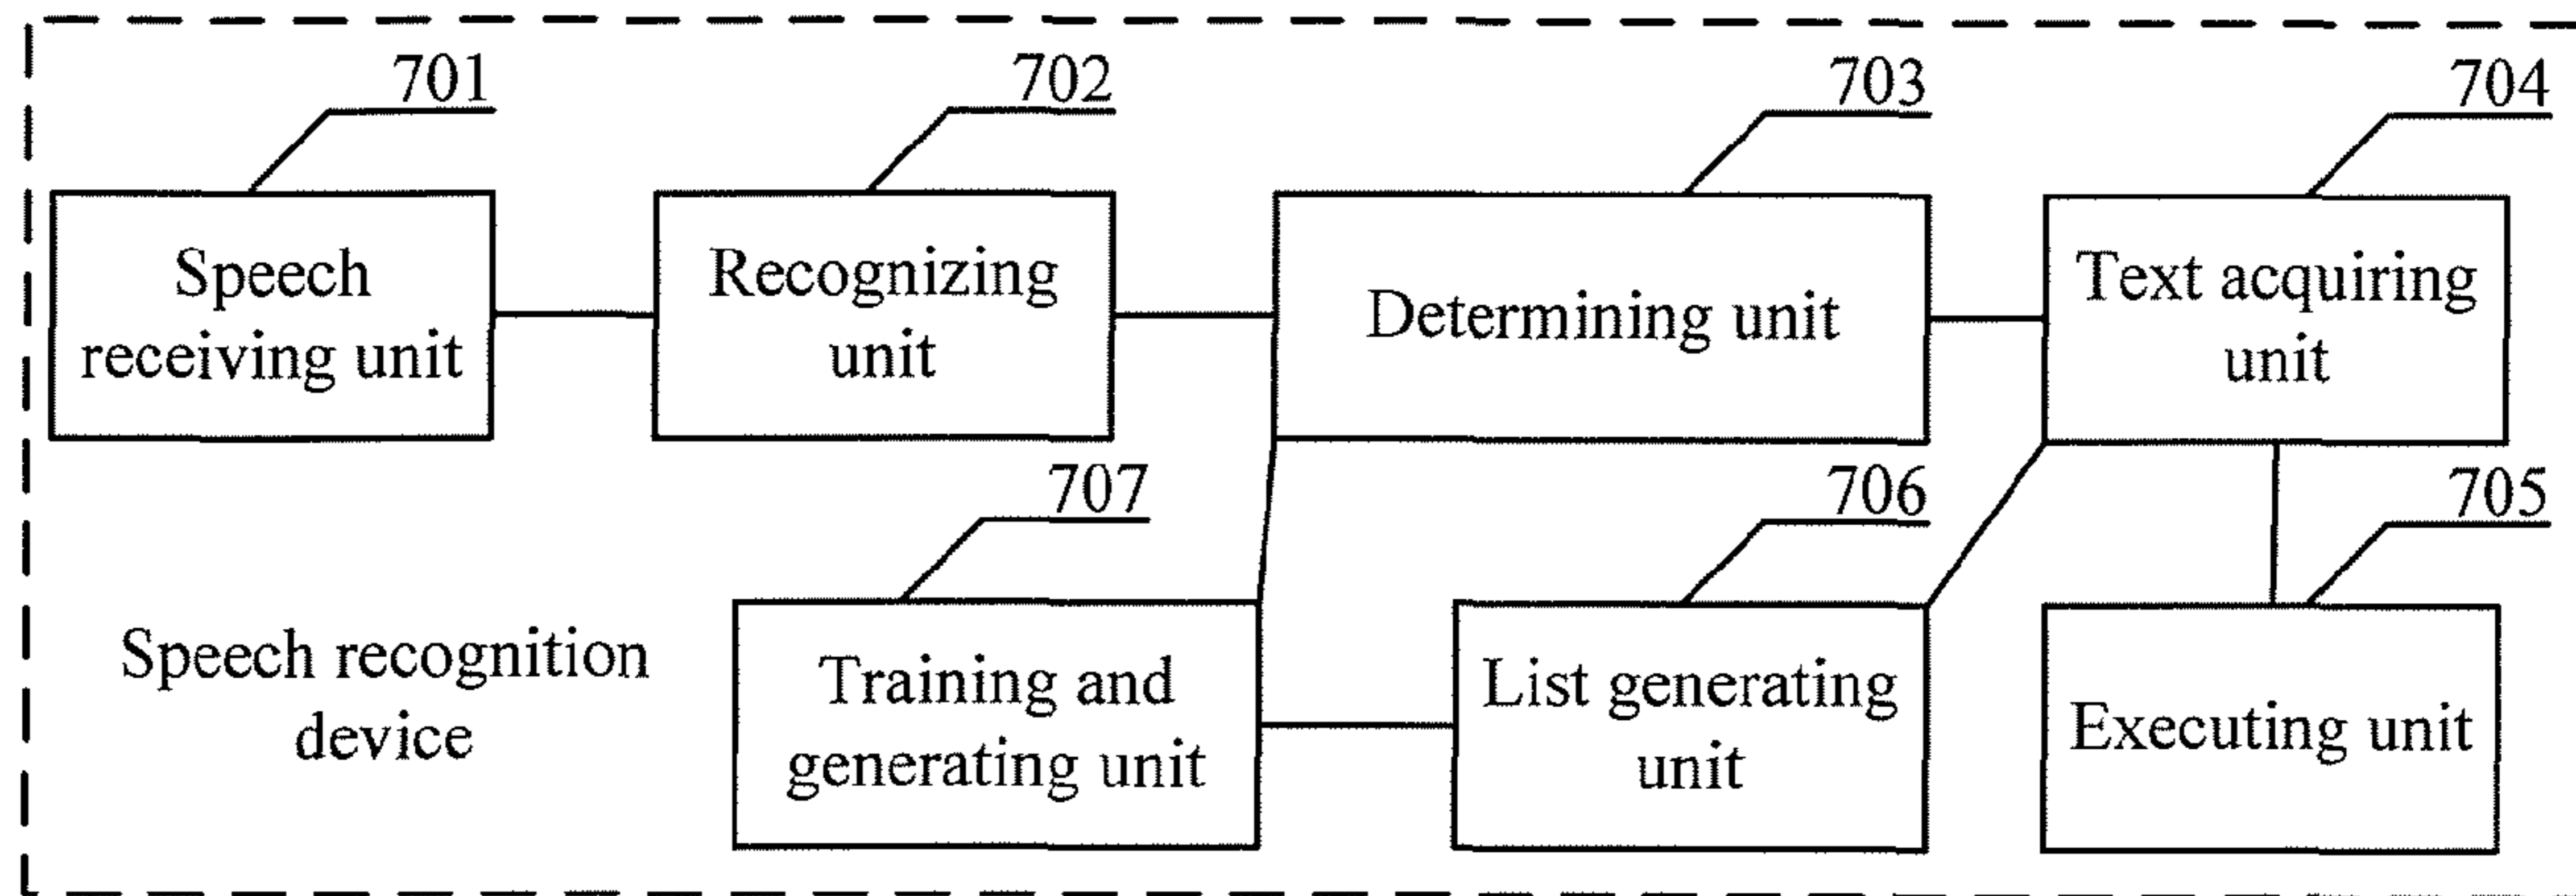 701
702
703
704
Speech
receiving unit
Recognizing
unit
Determining unit
Text acquiring
unit
707
706
705
Speech recognition
device
Training and
generating unit
List generating
unit
Executing unit